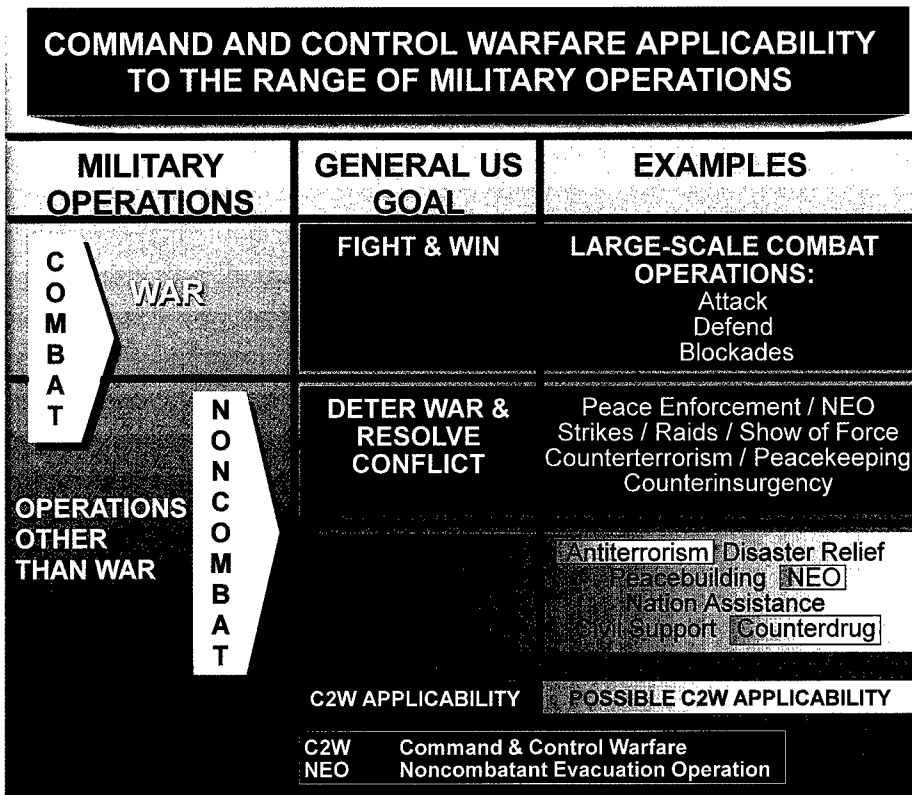 COMMAND AND CONTROL WARFARE APPLICABILITY
TO THE RANGE OF MILITARY OPERATIONS
MILITARY
OPERATIONS
GENERAL US
GOAL
EXAMPLES
COMBAT
WAR
FIGHT & WIN
LARGE-SCALE COMBAT
OPERATIONS:
Attack
Defend
Blockades
NONCOMBAT
OPERATIONS
OTHER
THAN WAR
DETER WAR &
RESOLVE
CONFLICT
Peace Enforcement / NEO
Strikes / Raids / Show of Force
Counterterrorism / Peacekeeping
Counterinsurgency
Antiterrorism Disaster Relief
Peacebuilding NEO
Nation Assistance
Civil Support Counterdrug
C2W APPLICABILITY
POSSIBLE C2W APPLICABILITY
C2W Command & Control Warfare
NEO Noncombatant Evacuation Operation